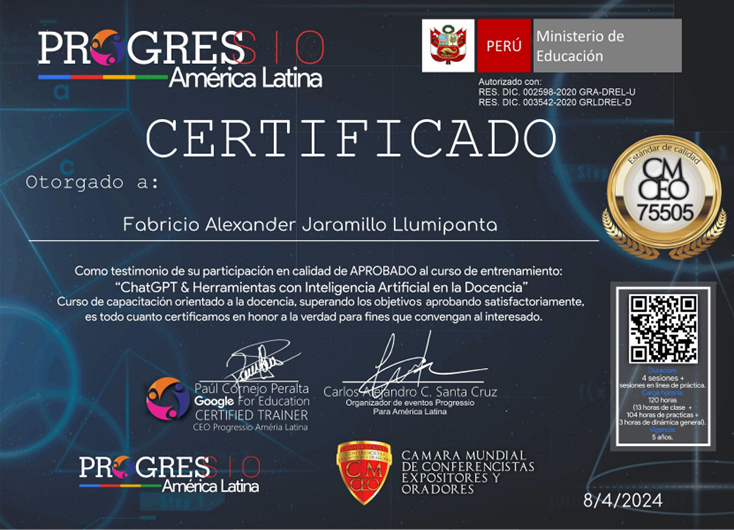 PROGRESSIO
América Latina
PERÚ
Ministerio de
Educación
Autorizado con:
RES. DIC. 002598-2020 GRA-DREL-U
RES. DIC. 003542-2020 GRLDREL-D
CERTIFICADO
Otorgado a:
Estándar de calidad
CM
CEO
75505
Fabricio Alexander Jaramillo Llumipanta
Como testimonio de su participación en calidad de APROBADO al curso de entrenamiento:
“ChatGPT & Herramientas con Inteligencia Artificial en la Docencia”
Curso de capacitación orientado a la docencia, superando los objetivos aprobando satisfactoriamente,
es todo cuanto certificamos en honor a la verdad para fines que convengan al interesado.
Duración:
4 sesiones +
sesiones en línea de práctica.
Carga horaria:
120 horas
(13 horas de clase +
104 horas de practicas +
3 horas de dinámica general).
Vigencia:
5 años.
Paúl Cornejo Peralta
Google For Education
CERTIFIED TRAINER
CEO Progressio Améria Latina
Carlos Alejandro C. Santa Cruz
Organizador de eventos Progressio
Para América Latina
PROGRESSIO
América Latina
CM
CEO
CAMARA MUNDIAL
DE CONFERENCISTAS
EXPOSITORES Y
ORADORES
8/4/2024